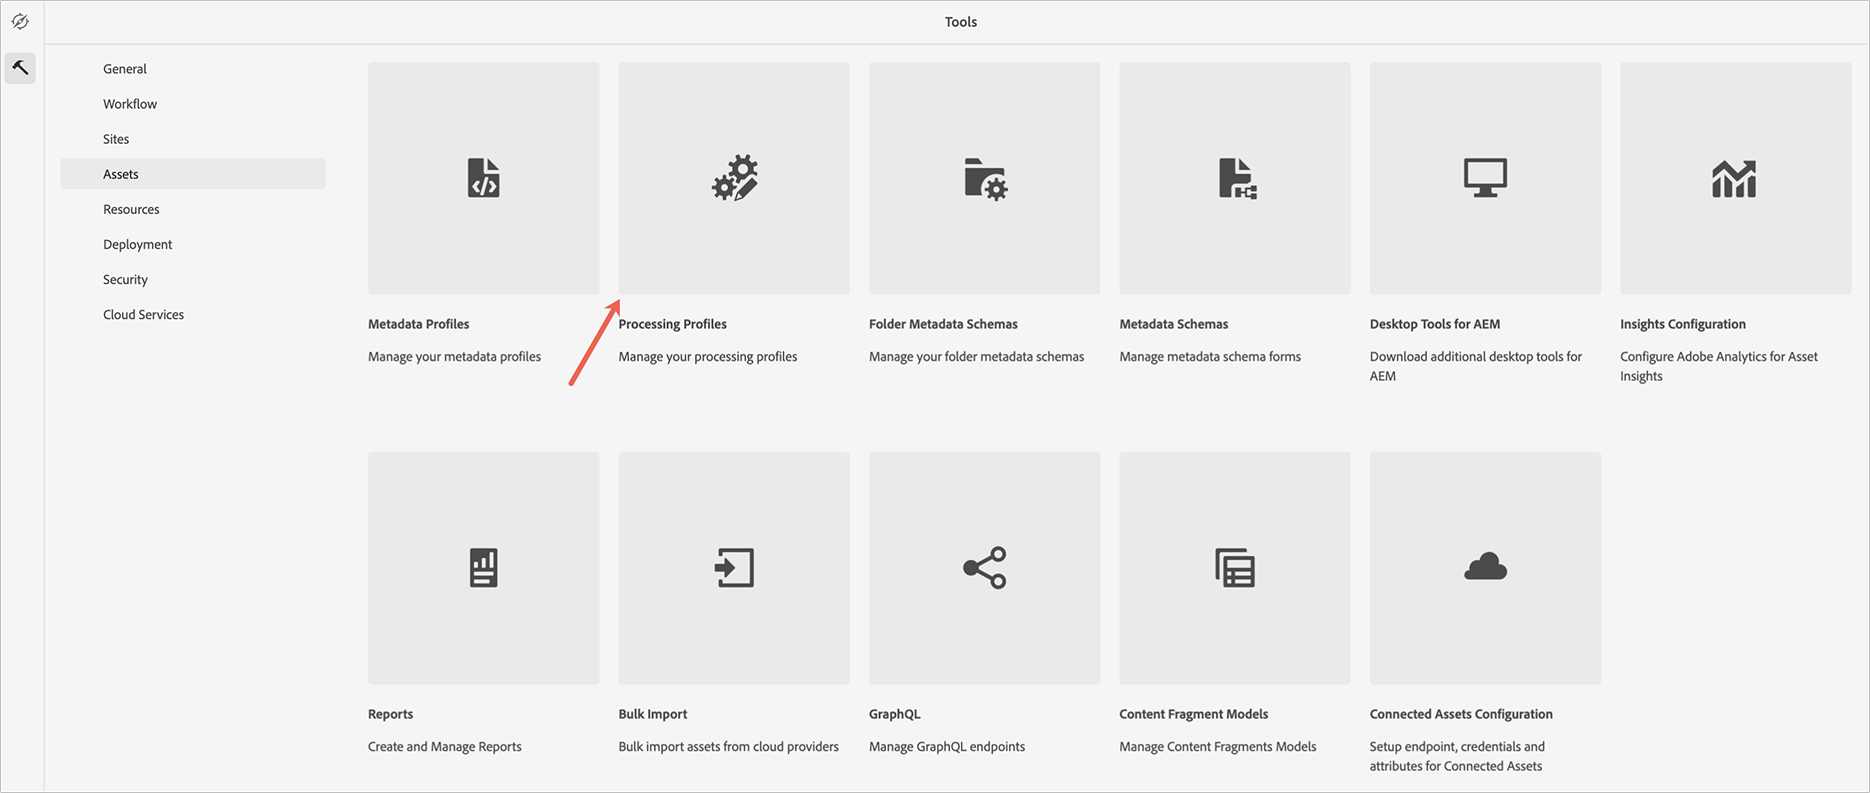 Tools
General
Workflow
Sites
Assets
Resources
Deployment
Security
Cloud Services
Metadata Profiles
Manage your metadata profiles
Processing Profiles
Manage your processing profiles
Folder Metadata Schemas
Manage your folder metadata schemas
Metadata Schemas
Manage metadata schema forms
Desktop Tools for AEM
Download additional desktop tools for
AEM
Insights Configuration
Configure Adobe Analytics for Asset
Insights
Reports
Create and Manage Reports
Bulk Import
Bulk import assets from cloud providers
GraphQL
Manage GraphQL endpoints
Content Fragment Models
Manage Content Fragments Models
Connected Assets Configuration
Setup endpoint, credentials and
attributes for Connected Assets